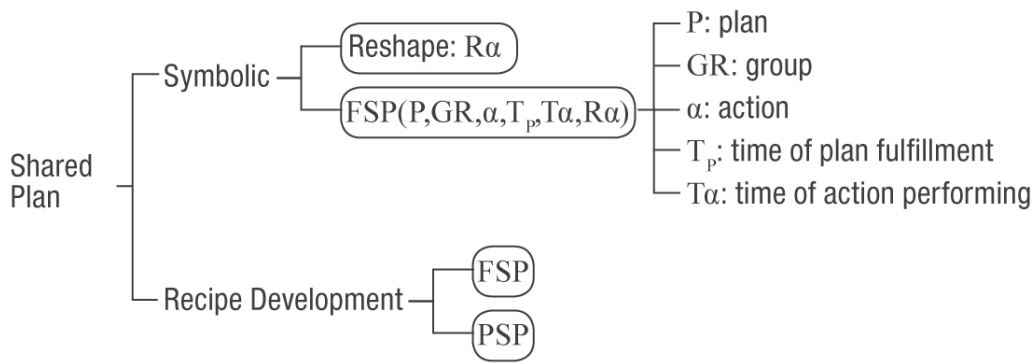 Shared
Plan
Symbolic
Reshape: Rα
FSP(P,GR,α,Tₚ,Tα,Rα)
P: plan
GR: group
α: action
Tₚ: time of plan fulfillment
Tα: time of action performing
Recipe Development
FSP
PSP